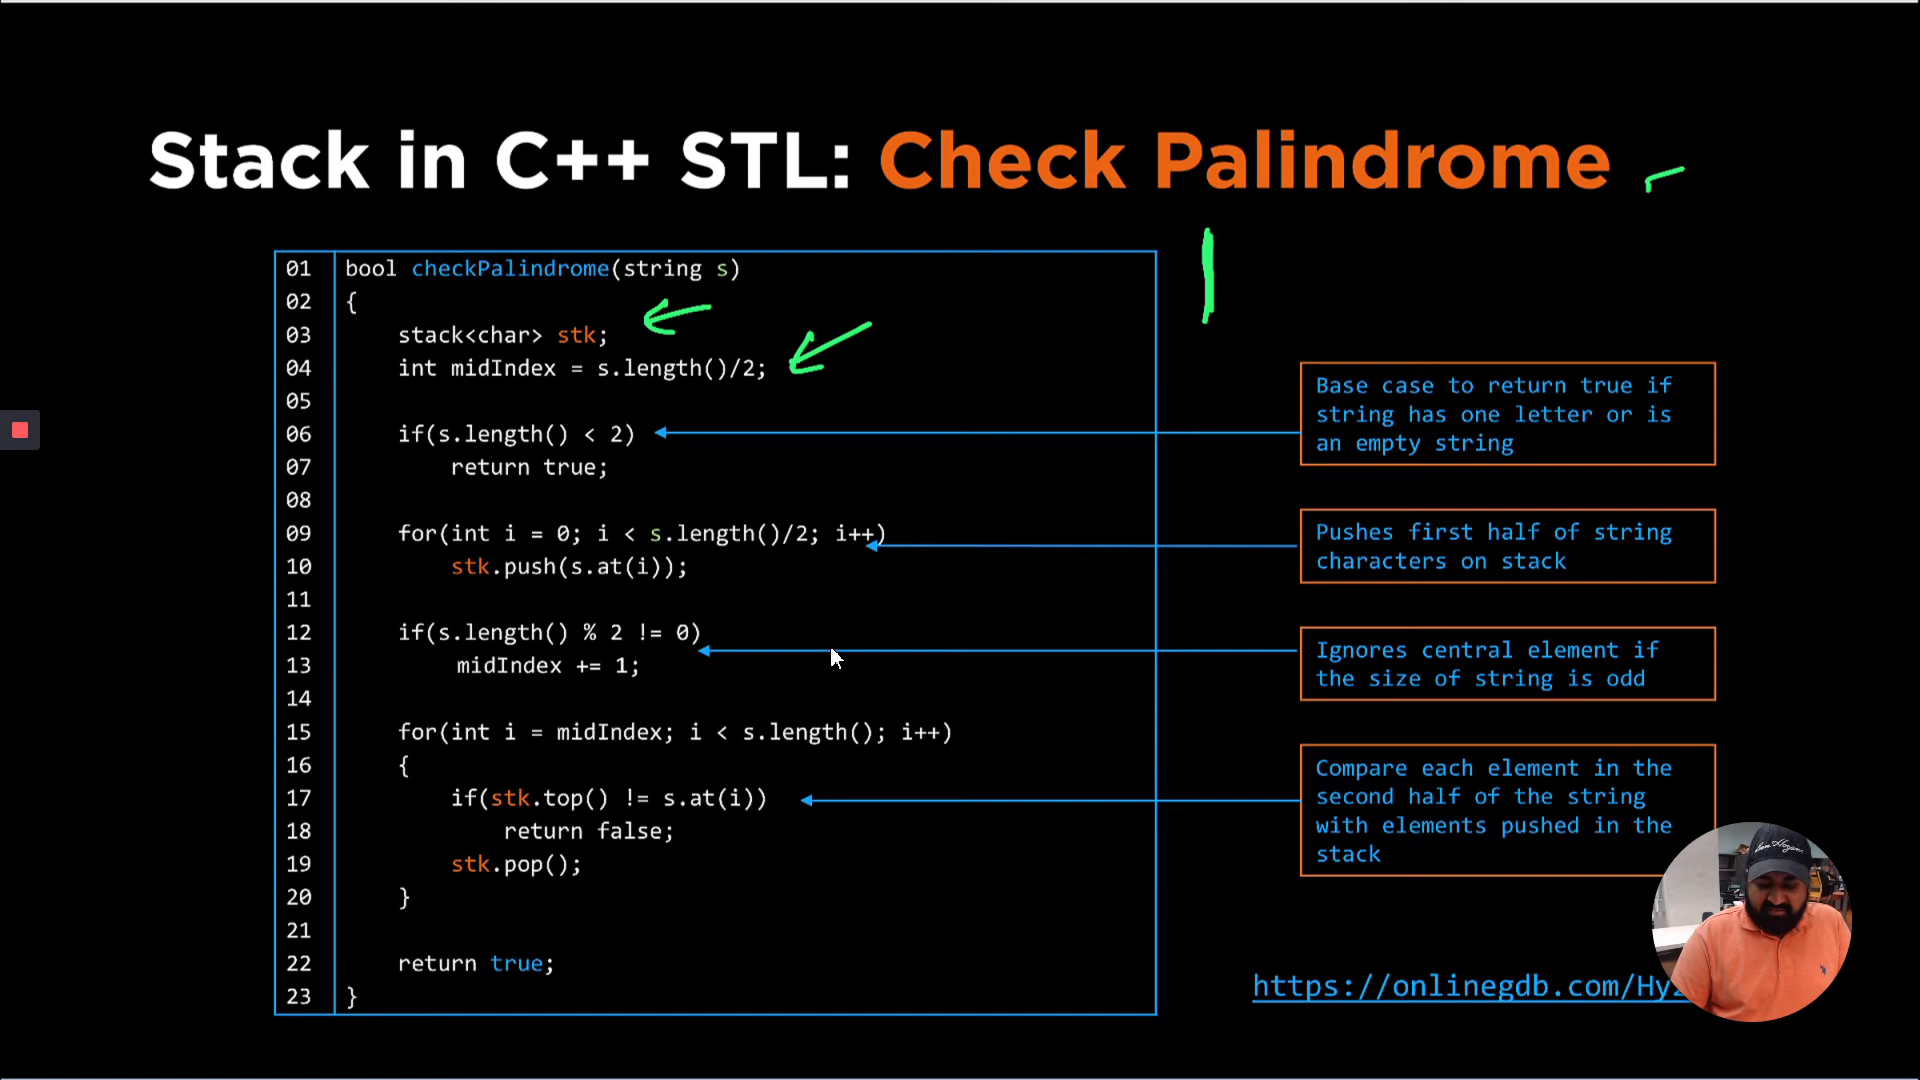 Stack in C++ STL: Check Palindrome
01 bool checkPalindrome(string s)
02 {
03 stack<char> stk;
04 int midIndex = s.length()/2;
05
06 if(s.length() < 2)
07 return true;
08
09 for(int i = 0; i < s.length()/2; i++)
10 stk.push(s.at(i));
11
12 if(s.length() % 2 != 0)
13 midIndex += 1;
14
15 for(int i = midIndex; i < s.length(); i++)
16 {
17 if(stk.top() != s.at(i))
18 return false;
19 stk.pop();
20 }
21
22 return true;
23 }
Base case to return true if
string has one letter or is
an empty string
Pushes first half of string
characters on stack
Ignores central element if
the size of string is odd
Compare each element in the
second half of the string
with elements pushed in the
stack